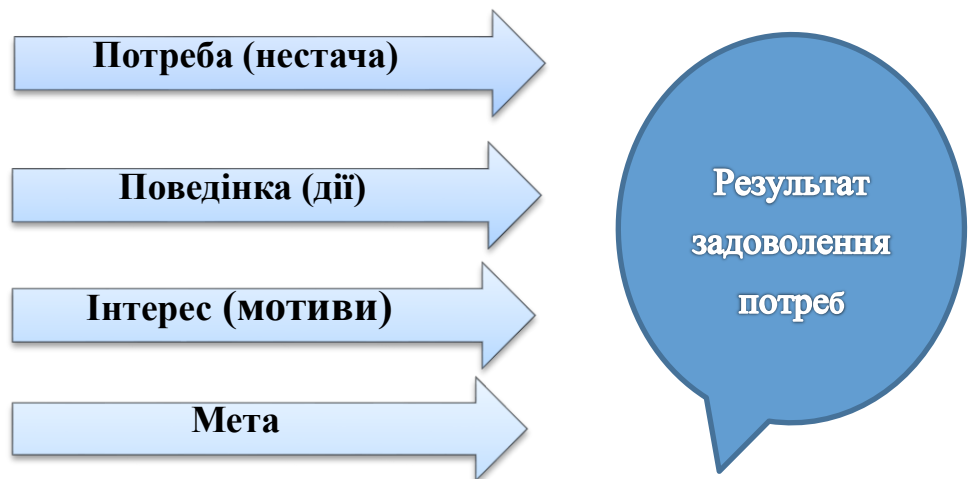 Потреба (нестача)
Поведінка (дії)
Інтерес (мотиви)
Мета
Результат
задоволення
потреб